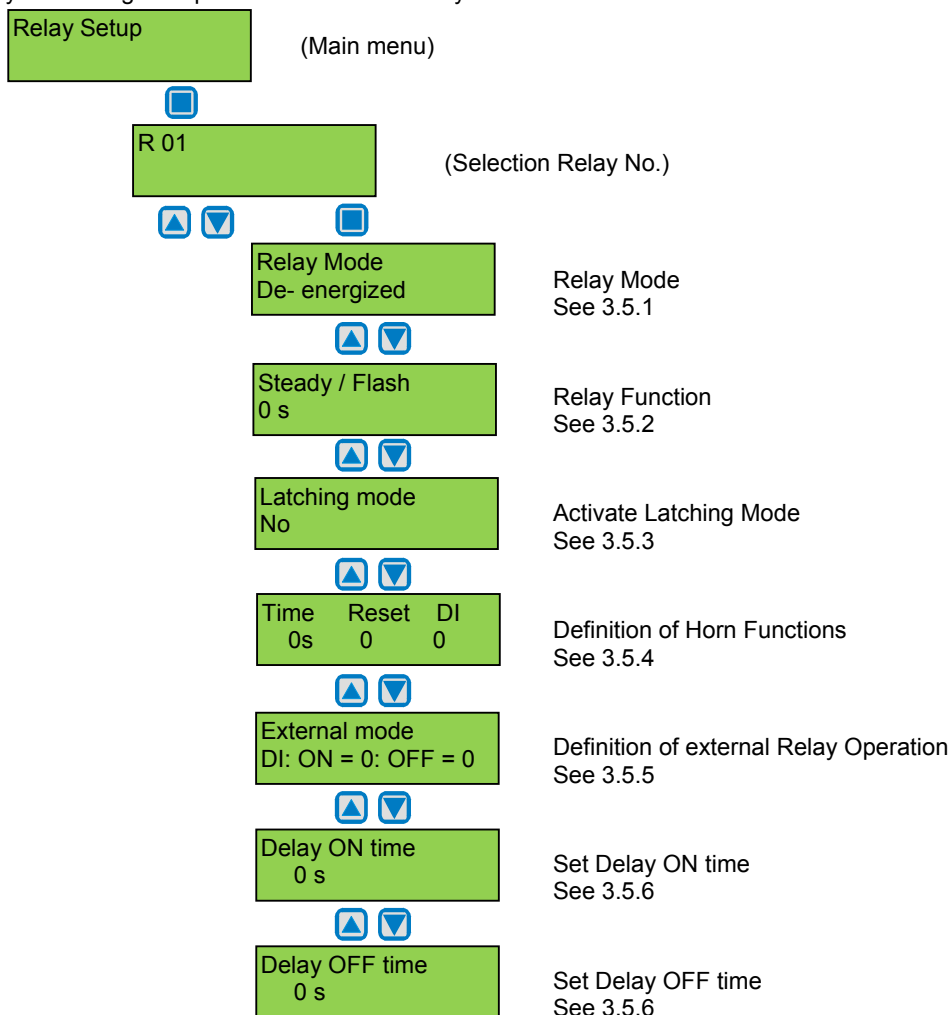 Relay Setup
(Main menu)
R 01
(Selection Relay No.)
Relay Mode
De- energized
Relay Mode
See 3.5.1
Steady / Flash
0 s
Relay Function
See 3.5.2
Latching mode
No
Activate Latching Mode
See 3.5.3
Time Reset DI
0s 0 0
Definition of Horn Functions
See 3.5.4
External mode
DI: ON = 0: OFF = 0
Definition of external Relay Operation
See 3.5.5
Delay ON time
0 s
Set Delay ON time
See 3.5.6
Delay OFF time
0 s
Set Delay OFF time
See 3.5.6